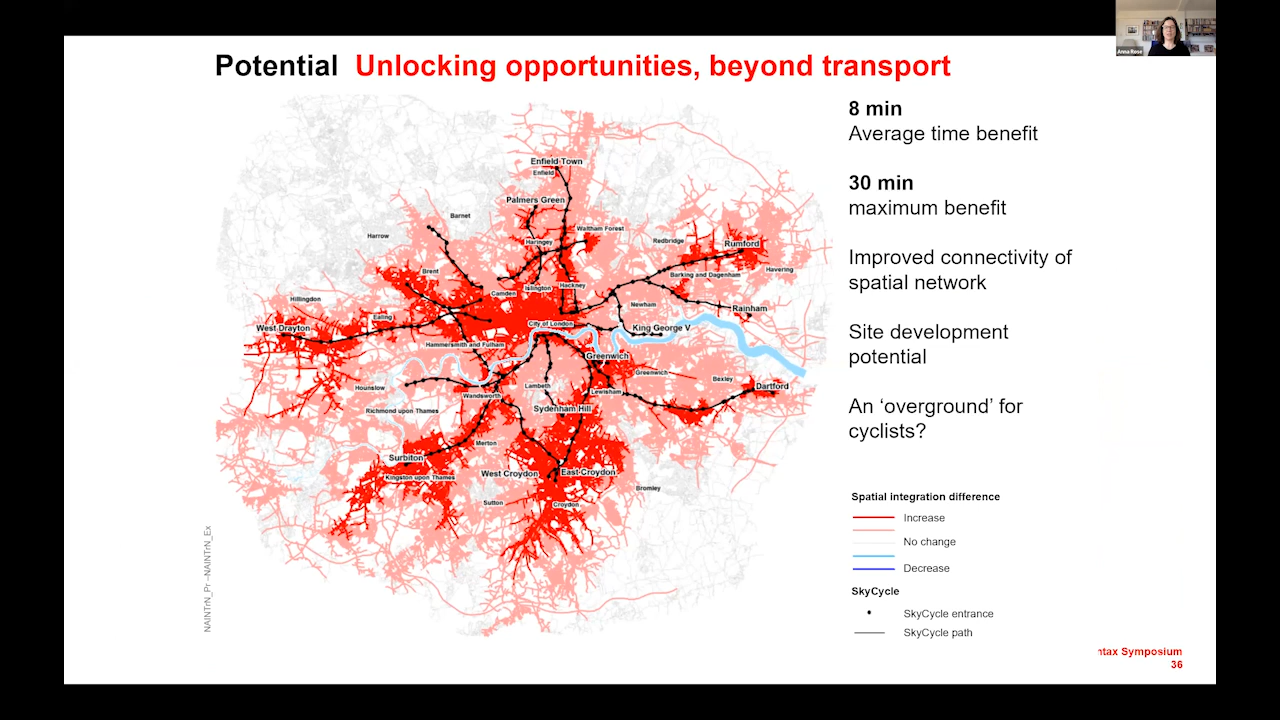 Anna Rose
Potential Unlocking opportunities, beyond transport
8 min
Average time benefit
30 min
maximum benefit
Improved connectivity of
spatial network
Site development
potential
An ‘overground’ for
cyclists?
Enfield Town
Enfield
Palmers Green
Barnet
Waltham Forest
Harrow
Haringey
Redbridge
Rumford
Brent
Barking and Dagenham
Havering
Islington
Hackney
Camden
Hillingdon
Newham
Rainham
Ealing
West Drayton
City of London
King George V
Hammersmith and Fulham
Greenwich
Greenwich
Hounslow
Lambeth
Bexley
Dartford
Wandsworth
Lewisham
Richmond upon Thames
Sydenham Hill
Merton
Surbiton
West Croydon
East Croydon
Kingston upon Thames
Bromley
Sutton
Croydon
NAINTrN_Pr –NAINTrN_Ex
Spatial integration difference
Increase
No change
Decrease
SkyCycle
SkyCycle entrance
SkyCycle path
ntax Symposium
36